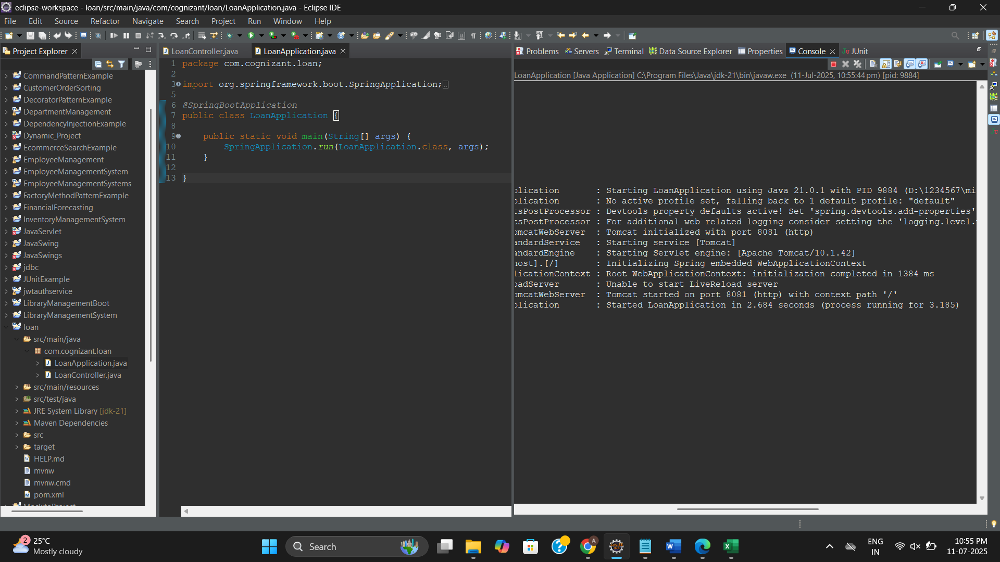 eclipse-workspace - loan/src/main/java/com/cognizant/loan/LoanApplication.java - Eclipse IDE
File Edit Source Refactor Navigate Search Project Run Window Help
Project Explorer
CommandPatternExample
CustomerOrderSorting
DecoratorPatternExample
DepartmentManagement
DependencyInjectionExample
Dynamic_Project
EcommerceSearchExample
EmployeeManagement
EmployeeManagementSystem
EmployeeManagementSystems
FactoryMethodPatternExample
FinancialForecasting
InventoryManagementSystem
JavaServlet
JavaSwing
JavaSwings
jdbc
JUnitExample
jwtauthservice
LibraryManagementBoot
LibraryManagementSystem
loan
src/main/java
com.cognizant.loan
LoanApplication.java
LoanController.java
src/main/resources
src/test/java
JRE System Library [jdk-21]
Maven Dependencies
src
target
HELP.md
mvnw
mvnw.cmd
pom.xml
MockitoProject
LoanController.java LoanApplication.java
1 package com.cognizant.loan;
2
3 import org.springframework.boot.SpringApplication;
5
6 @SpringBootApplication
7 public class LoanApplication {
8
9 public static void main(String[] args) {
10 SpringApplication.run(LoanApplication.class, args);
11 }
12
13 }
Problems Servers Terminal Data Source Explorer Properties Console JUnit
LoanApplication [Java Application] C:\Program Files\Java\jdk-21\bin\javaw.exe (11-Jul-2025, 10:55:44 pm) [pid: 9884]
plication : Starting LoanApplication using Java 21.0.1 with PID 9884 (D:\1234567\mi
plication : No active profile set, falling back to 1 default profile: "default"
tsPostProcessor : Devtools property defaults active! Set 'spring.devtools.add-properties'
tsPostProcessor : For additional web related logging consider setting the 'logging.level.
omcatWebServer : Tomcat initialized with port 8081 (http)
andardService : Starting service [Tomcat]
andardEngine : Starting Servlet engine: [Apache Tomcat/10.1.42]
host].[/] : Initializing Spring embedded WebApplicationContext
licationContext : Root WebApplicationContext: initialization completed in 1384 ms
oadServer : Unable to start LiveReload server
omcatWebServer : Tomcat started on port 8081 (http) with context path '/'
plication : Started LoanApplication in 2.684 seconds (process running for 3.185)
2
25°C
Mostly cloudy
Search
ENG
IN
10:55 PM
11-07-2025